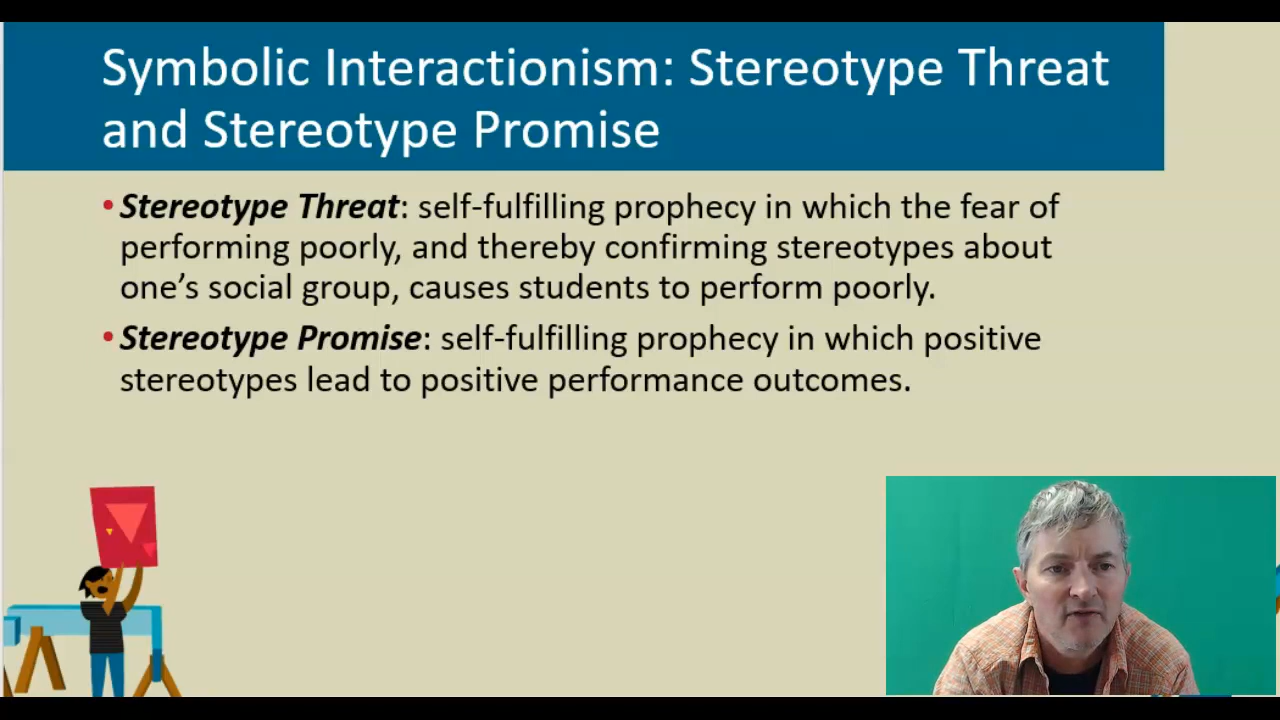 Symbolic Interactionism: Stereotype Threat
and Stereotype Promise
•Stereotype Threat: self-fulfilling prophecy in which the fear of
performing poorly, and thereby confirming stereotypes about
one’s social group, causes students to perform poorly.
•Stereotype Promise: self-fulfilling prophecy in which positive
stereotypes lead to positive performance outcomes.